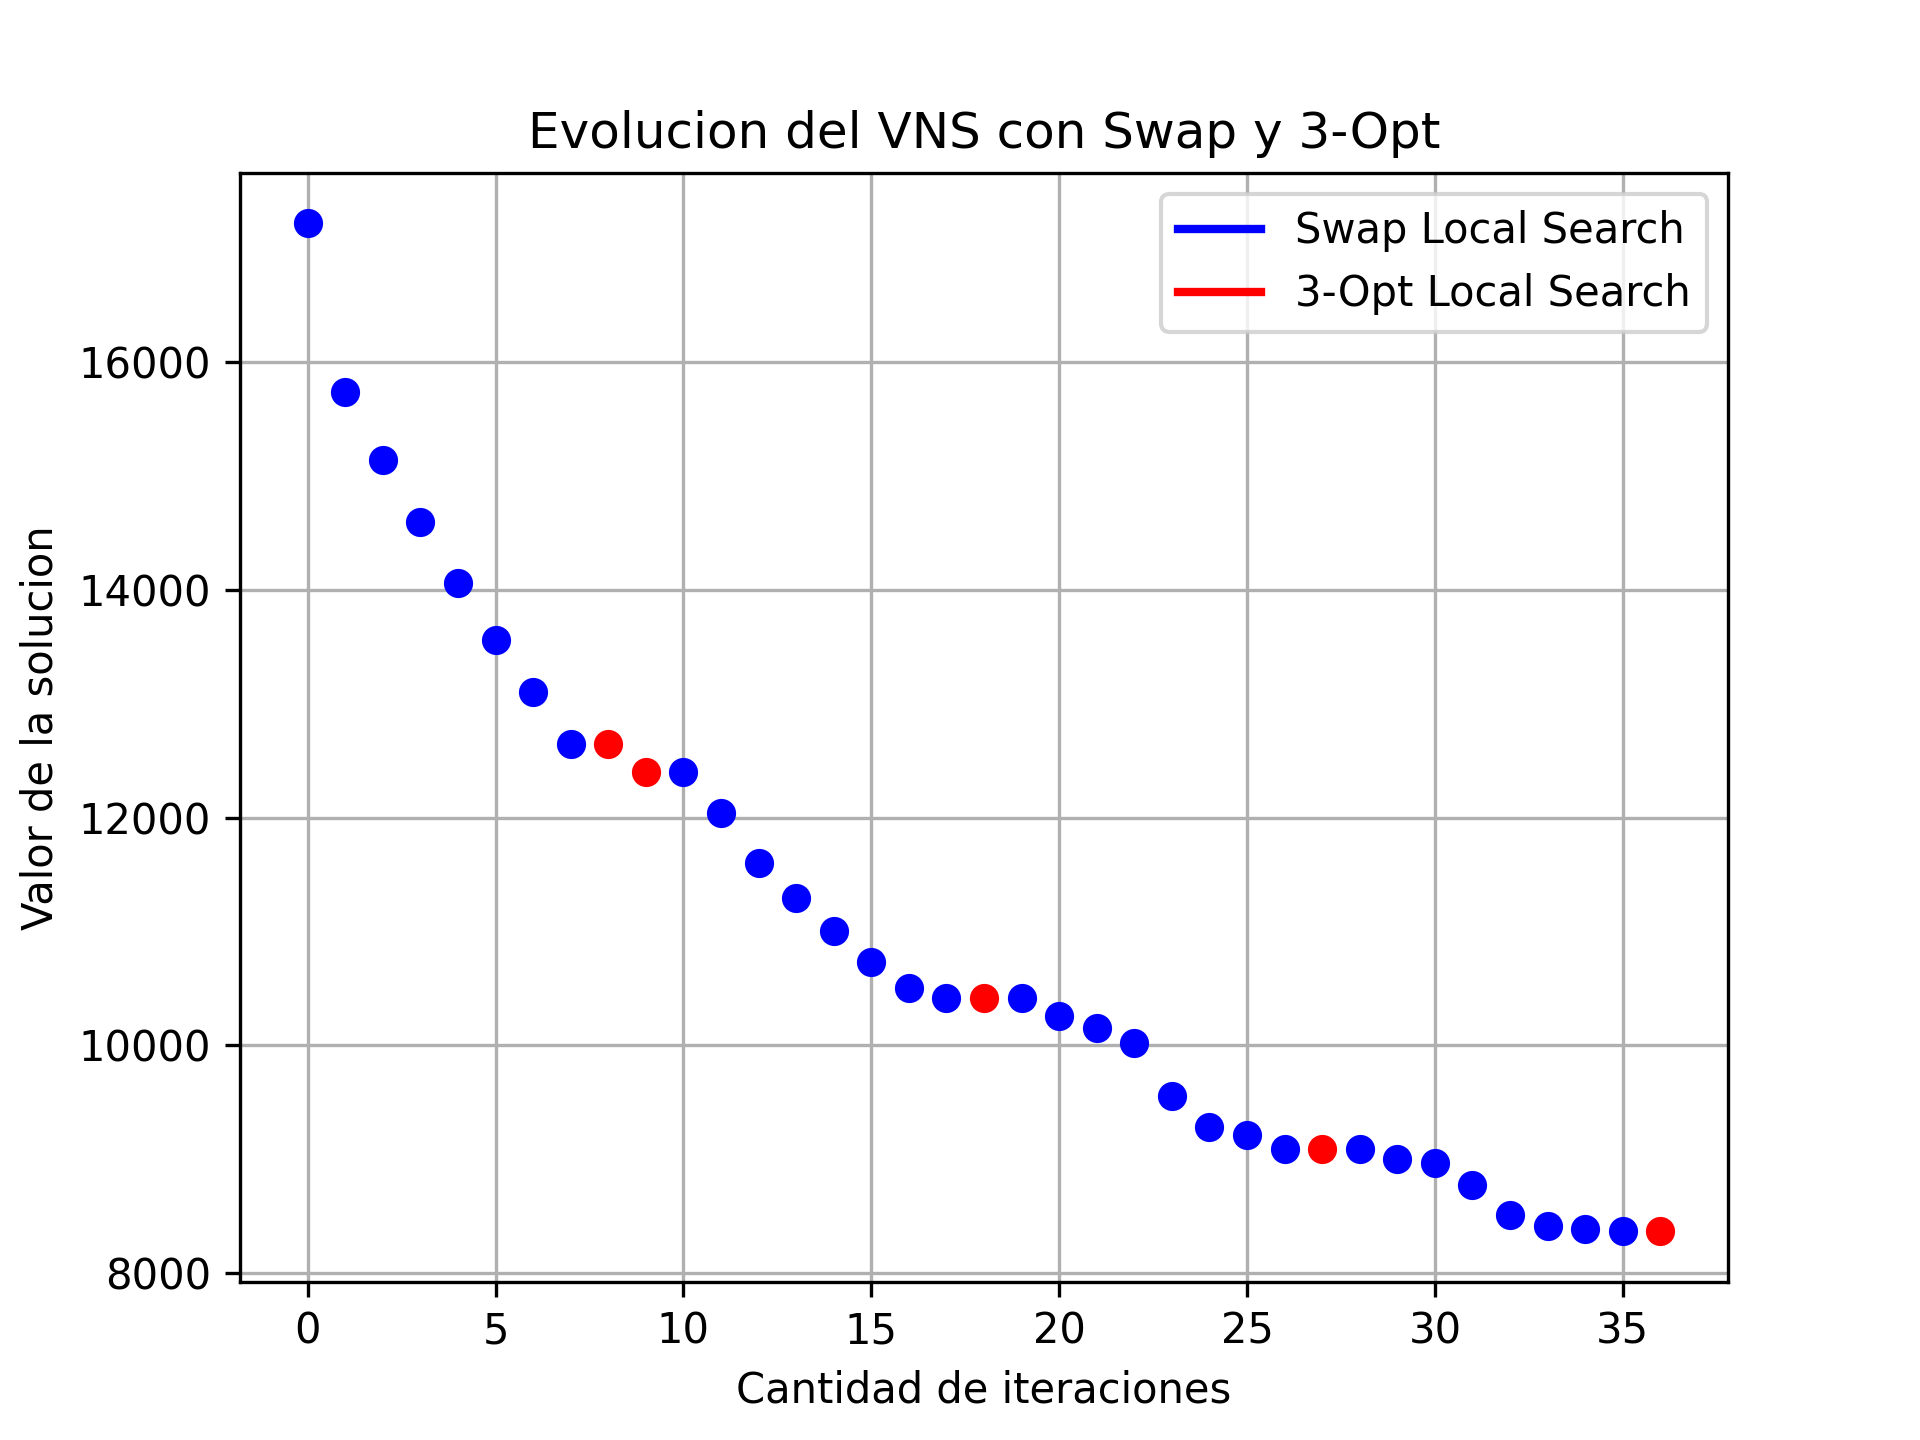 Evolucion del VNS con Swap y 3-Opt
Swap Local Search
3-Opt Local Search
Valor de la solucion
16000
14000
12000
10000
8000
0 5 10 15 20 25 30 35
Cantidad de iteraciones